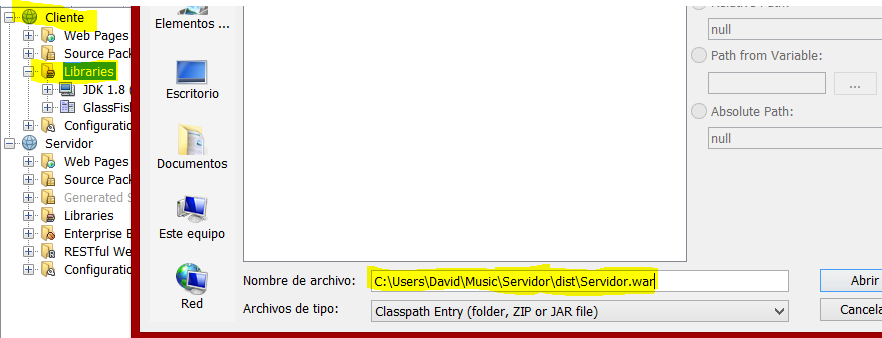 Cliente
Web Pages
Source Pac
Libraries
JDK 1.8
GlassFis
Configuratio
Servidor
Web Pages
Source Pack
Generated S
Libraries
Enterprise B
RESTful We
Configuratio
Elementos ...
Escritorio
Documentos
Este equipo
Red
null
Path from Variable:
...
Absolute Path:
null
Nombre de archivo:
C:\Users\David\Music\Servidor\dist\Servidor.war
Abrir
Archivos de tipo:
Classpath Entry (folder, ZIP or JAR file)
Cancela